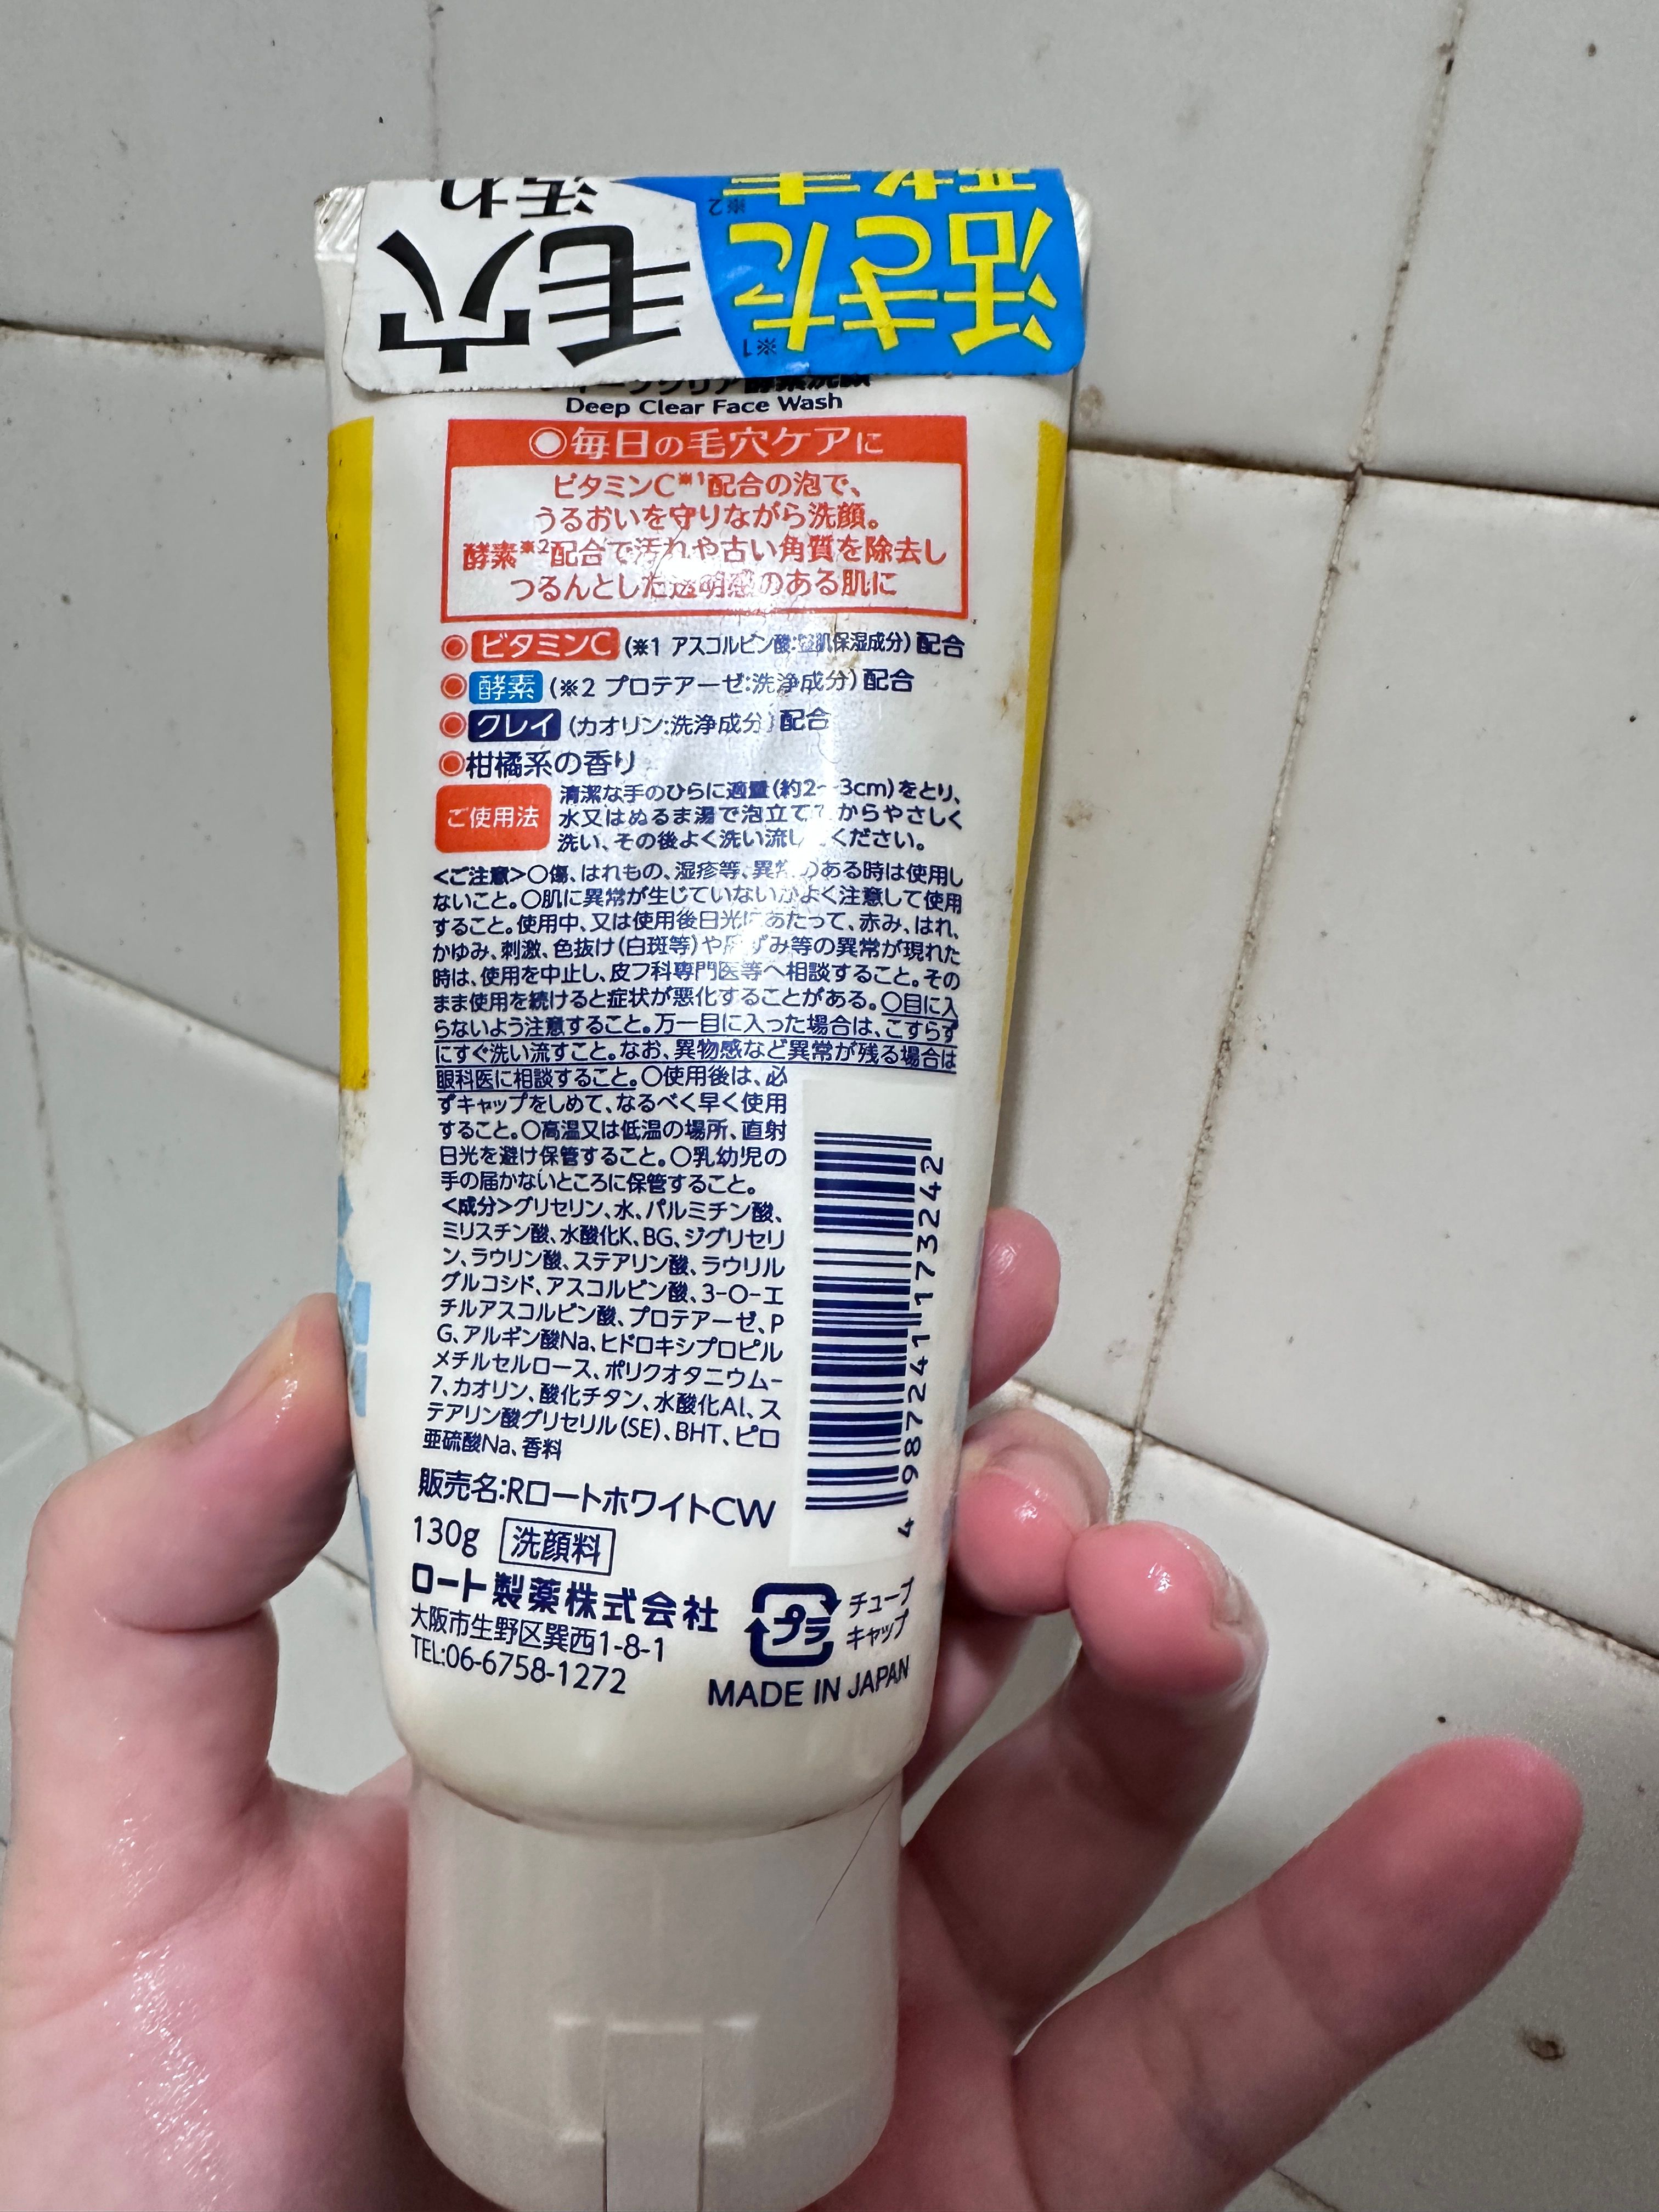 活きた※1
※2
毛穴
汚れ
Deep Clear Face Wash
毎日の毛穴ケアに
ビタミンC※1配合の泡で、
うるおいを守りながら洗顔。
酵素※2配合で汚れや古い角質を除去し
つるんとした透明感のある肌に
ビタミンC(※1 アスコルビン酸:整肌保湿成分)配合
酵素(※2 プロテアーゼ:洗浄成分)配合
クレイ(カオリン:洗浄成分)配合
柑橘系の香り
ご使用法
清潔な手のひらに適量(約2〜3cm)をとり、
水又はぬるま湯で泡立ててからやさしく
洗い、その後よく洗い流してください。
<ご注意>○傷、はれもの、湿疹等、異常のある時は使用し
ないこと。○肌に異常が生じていないかよく注意して使用
すること。使用中、又は使用後日光にあたって、赤み、はれ、
かゆみ、刺激、色抜け(白斑等)や黒ずみ等の異常が現れた
時は、使用を中止し、皮フ科専門医等へ相談すること。その
まま使用を続けると症状が悪化することがある。○目に入
らないよう注意すること。万一目に入った場合は、こすらず
にすぐ洗い流すこと。なお、異物感など異常が残る場合は
眼科医に相談すること。○使用後は、必
ずキャップをしめて、なるべく早く使用
すること。○高温又は低温の場所、直射
日光を避け保管すること。○乳幼児の
手の届かないところに保管すること。
<成分>グリセリン、水、パルミチン酸、
ミリスチン酸、水酸化K、BG、ジグリセリ
ン、ラウリン酸、ステアリン酸、ラウリル
グルコシド、アスコルビン酸、3-O-エ
チルアスコルビン酸、プロテアーゼ、P
G、アルギン酸Na、ヒドロキシプロピル
メチルセルロース、ポリクオタニウム-
7、カオリン、酸化チタン、水酸化Al、ス
テアリン酸グリセリル(SE)、BHT、ピロ
亜硫酸Na、香料
4 987241 173242
販売名:RロートホワイトCW
130g 洗顔料
ロート製薬株式会社
大阪市生野区巽西1-8-1
TEL:06-6758-1272
プラ
チューブ
キャップ
MADE IN JAPAN